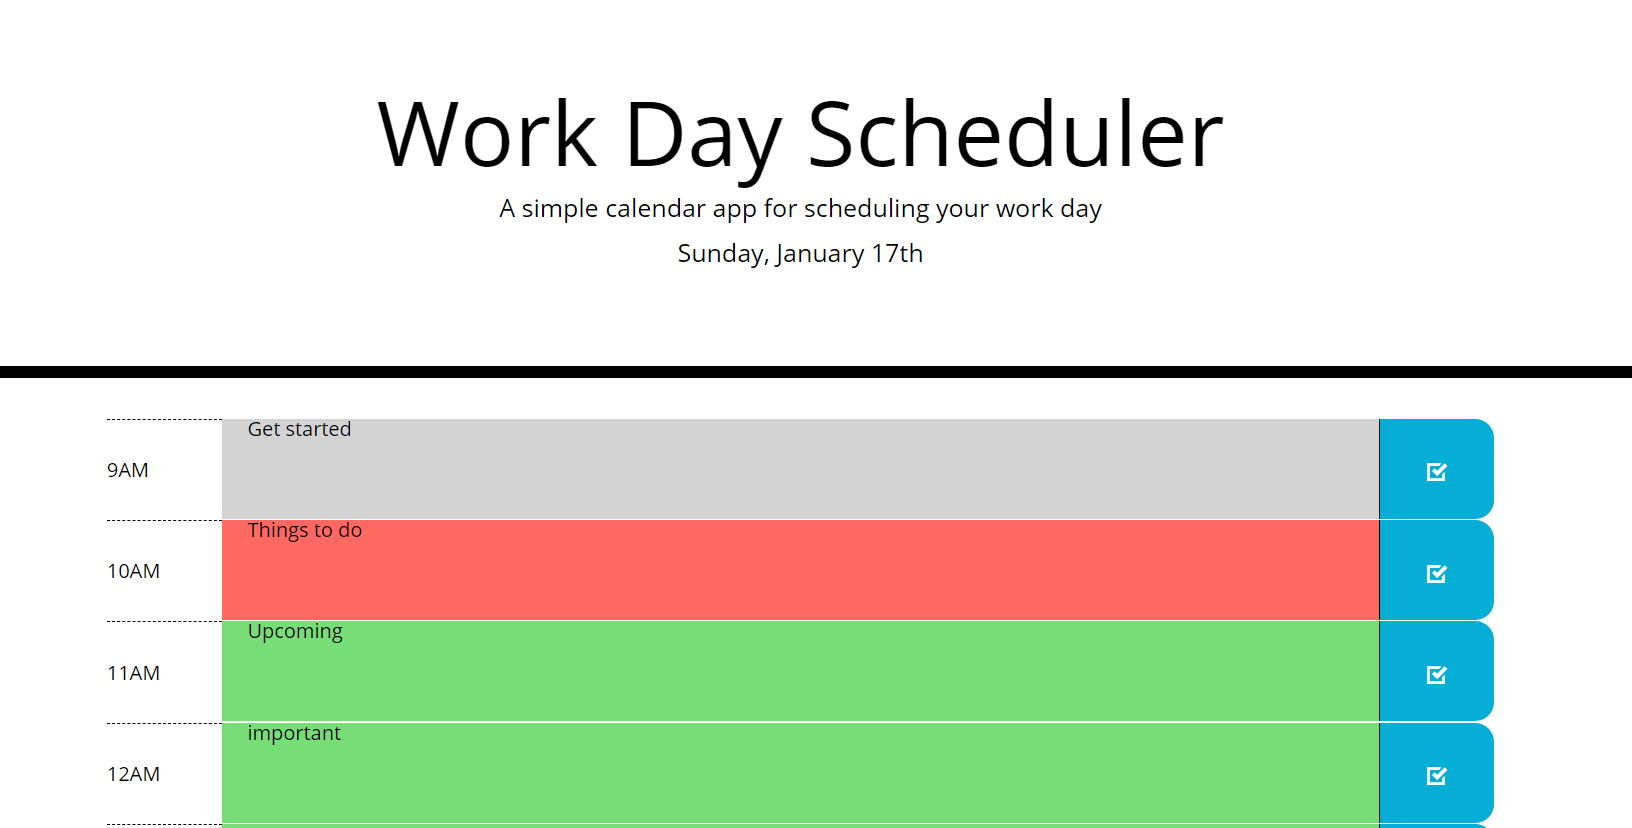 Work Day Scheduler
A simple calendar app for scheduling your work day
Sunday, January 17th
Get started
9AM
Things to do
10AM
Upcoming
11AM
important
12AM